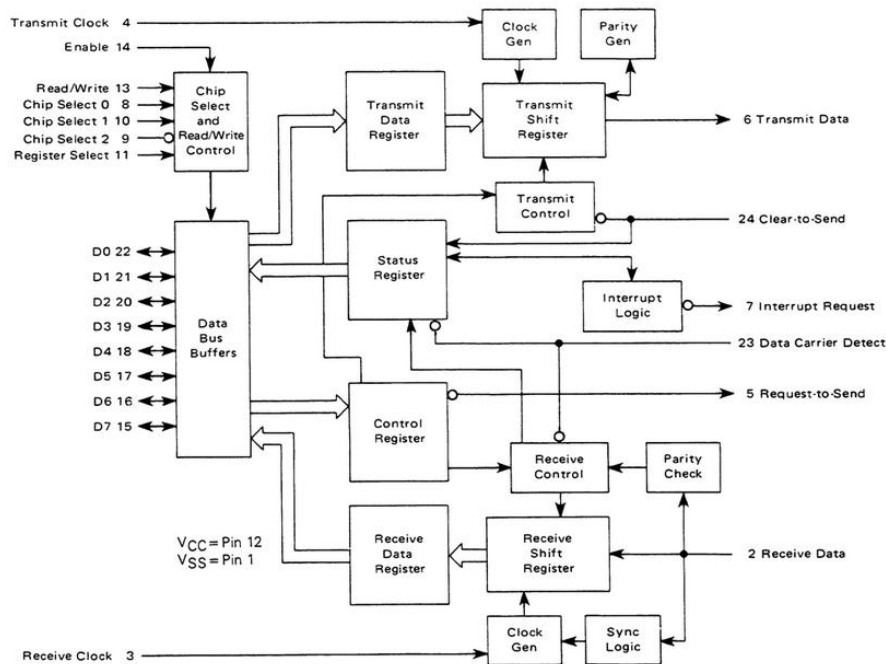 Transmit Clock 4
Clock
Gen
Parity
Gen
Enable 14
Read/Write 13
Chip Select 0 8
Chip Select 1 10
Chip Select 2 9
Register Select 11
Chip
Select
and
Read/Write
Control
Transmit
Data
Register
Transmit
Shift
Register
6 Transmit Data
Transmit
Control
24 Clear-to-Send
D0 22
D1 21
D2 20
D3 19
D4 18
D5 17
D6 16
D7 15
Data
Bus
Buffers
Status
Register
Interrupt
Logic
7 Interrupt Request
23 Data Carrier Detect
5 Request-to-Send
Control
Register
Receive
Control
Parity
Check
VCC = Pin 12
VSS = Pin 1
Receive
Data
Register
Receive
Shift
Register
2 Receive Data
Clock
Gen
Sync
Logic
Receive Clock 3